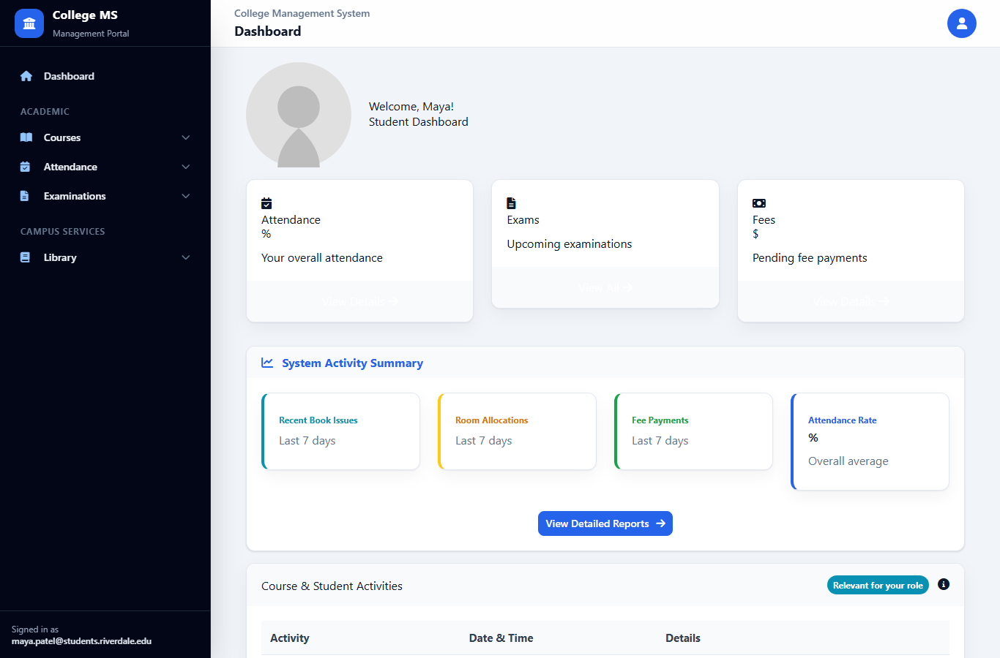 College MS
Management Portal
Dashboard
ACADEMIC
Courses
Attendance
Examinations
CAMPUS SERVICES
Library
Signed in as
maya.patel@students.riverdale.edu
College Management System
Dashboard
Welcome, Maya!
Student Dashboard
Attendance
%
Your overall attendance
View Details
Exams
Upcoming examinations
View All
Fees
$
Pending fee payments
View Details
System Activity Summary
Recent Book Issues
Last 7 days
Room Allocations
Last 7 days
Fee Payments
Last 7 days
Attendance Rate
%
Overall average
View Detailed Reports
Course & Student Activities
Relevant for your role
Activity Date & Time Details